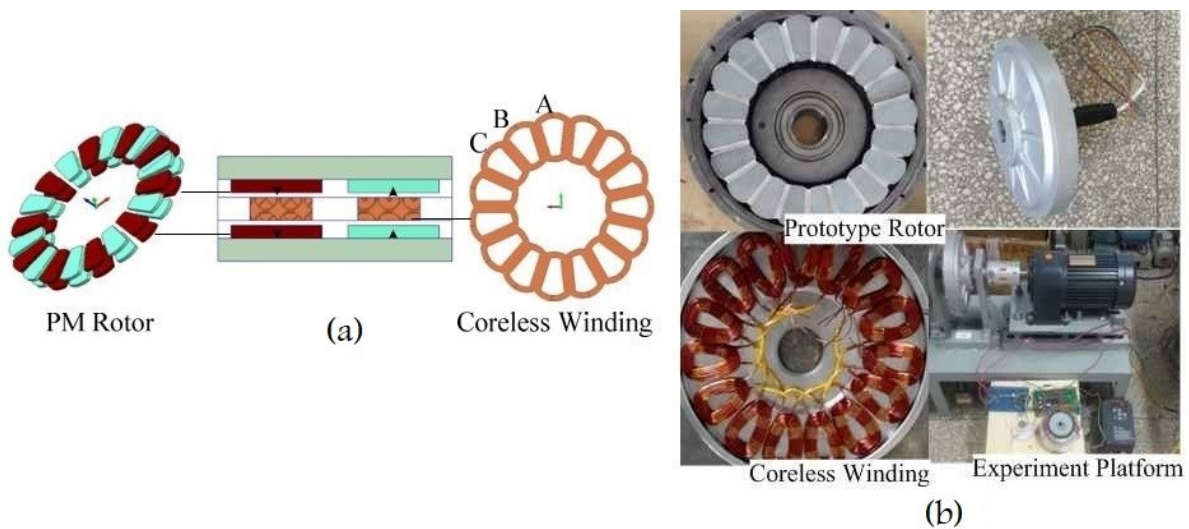 A
B
C
PM Rotor
(a)
Coreless Winding
Prototype Rotor
Coreless Winding
Experiment Platform
(b)